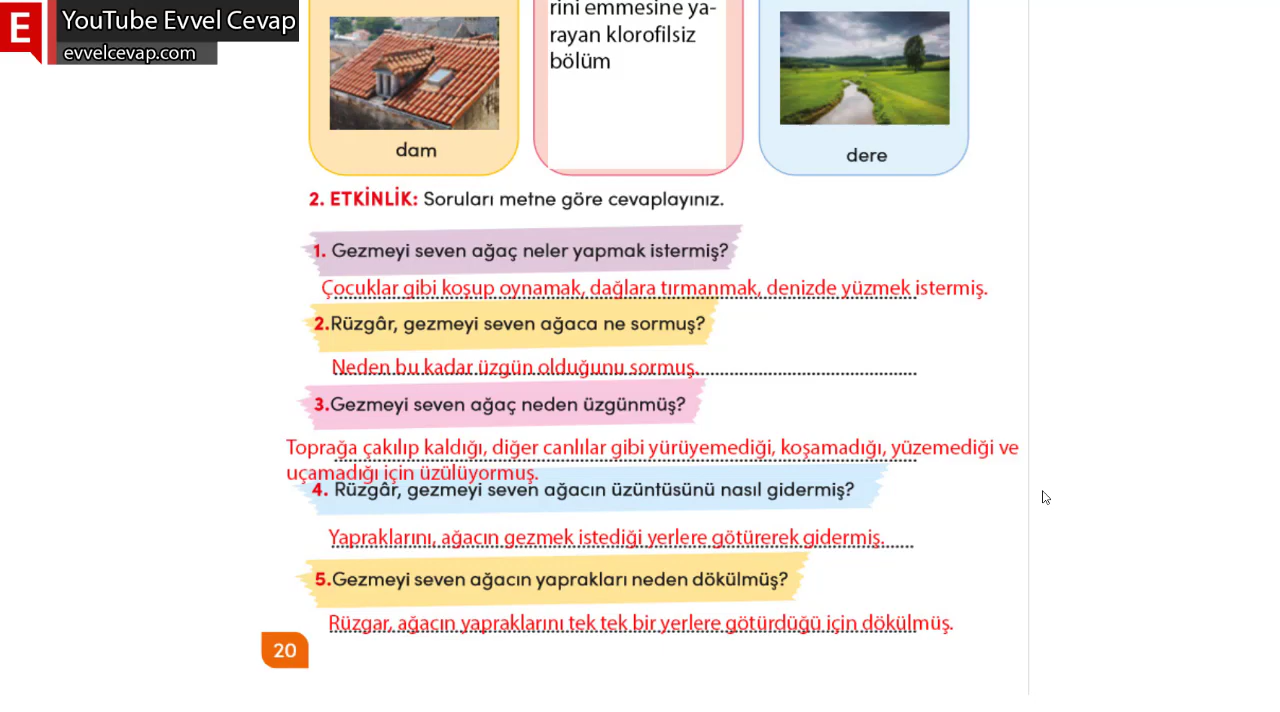 YouTube Evvel Cevap
evvelcevap.com
rini emmesine ya-
rayan klorofilsiz
bölüm
dam
dere
2. ETKİNLİK: Soruları metne göre cevaplayınız.
1. Gezmeyi seven ağaç neler yapmak istermiş?
Çocuklar gibi koşup oynamak, dağlara tırmanmak, denizde yüzmek istermiş.
2.Rüzgâr, gezmeyi seven ağaca ne sormuş?
Neden bu kadar üzgün olduğunu sormuş.
3.Gezmeyi seven ağaç neden üzgünmüş?
Toprağa çakılıp kaldığı, diğer canlılar gibi yürüyemediği, koşamadığı, yüzemediği ve
uçamadığı için üzülüyormuş.
4. Rüzgâr, gezmeyi seven ağacın üzüntüsünü nasıl gidermiş?
Yapraklarını, ağacın gezmek istediği yerlere götürerek gidermiş.
5.Gezmeyi seven ağacın yaprakları neden dökülmüş?
Rüzgar, ağacın yapraklarını tek tek bir yerlere götürdüğü için dökülmüş.
20